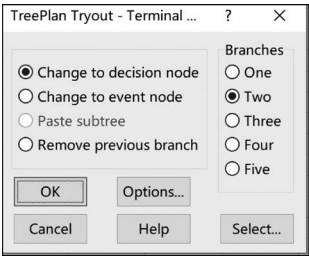 TreePlan Tryout - Terminal ... ? ×
Branches
Change to decision node
Change to event node
Paste subtree
Remove previous branch
One
Two
Three
Four
Five
OK
Options...
Cancel
Help
Select...